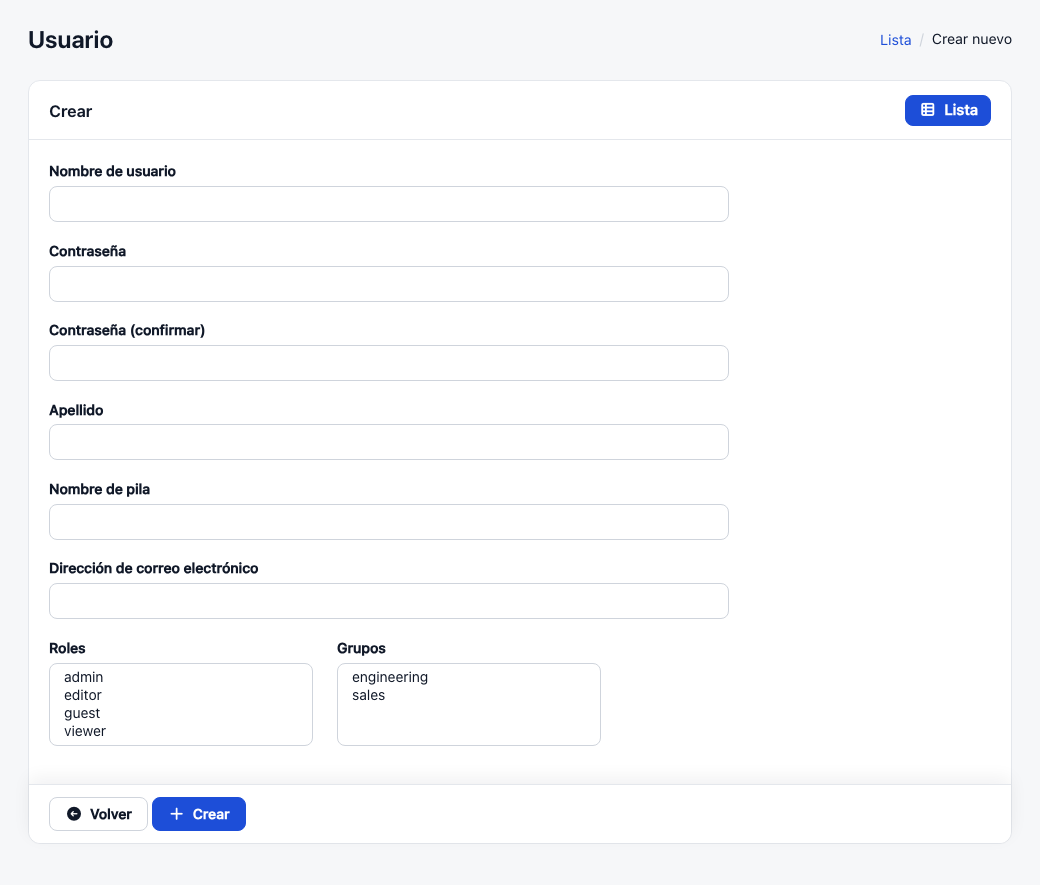 Usuario
Lista / Crear nuevo
Crear
Lista
Nombre de usuario
Contraseña
Contraseña (confirmar)
Apellido
Nombre de pila
Dirección de correo electrónico
Roles
admin
editor
guest
viewer
Grupos
engineering
sales
Volver
Crear